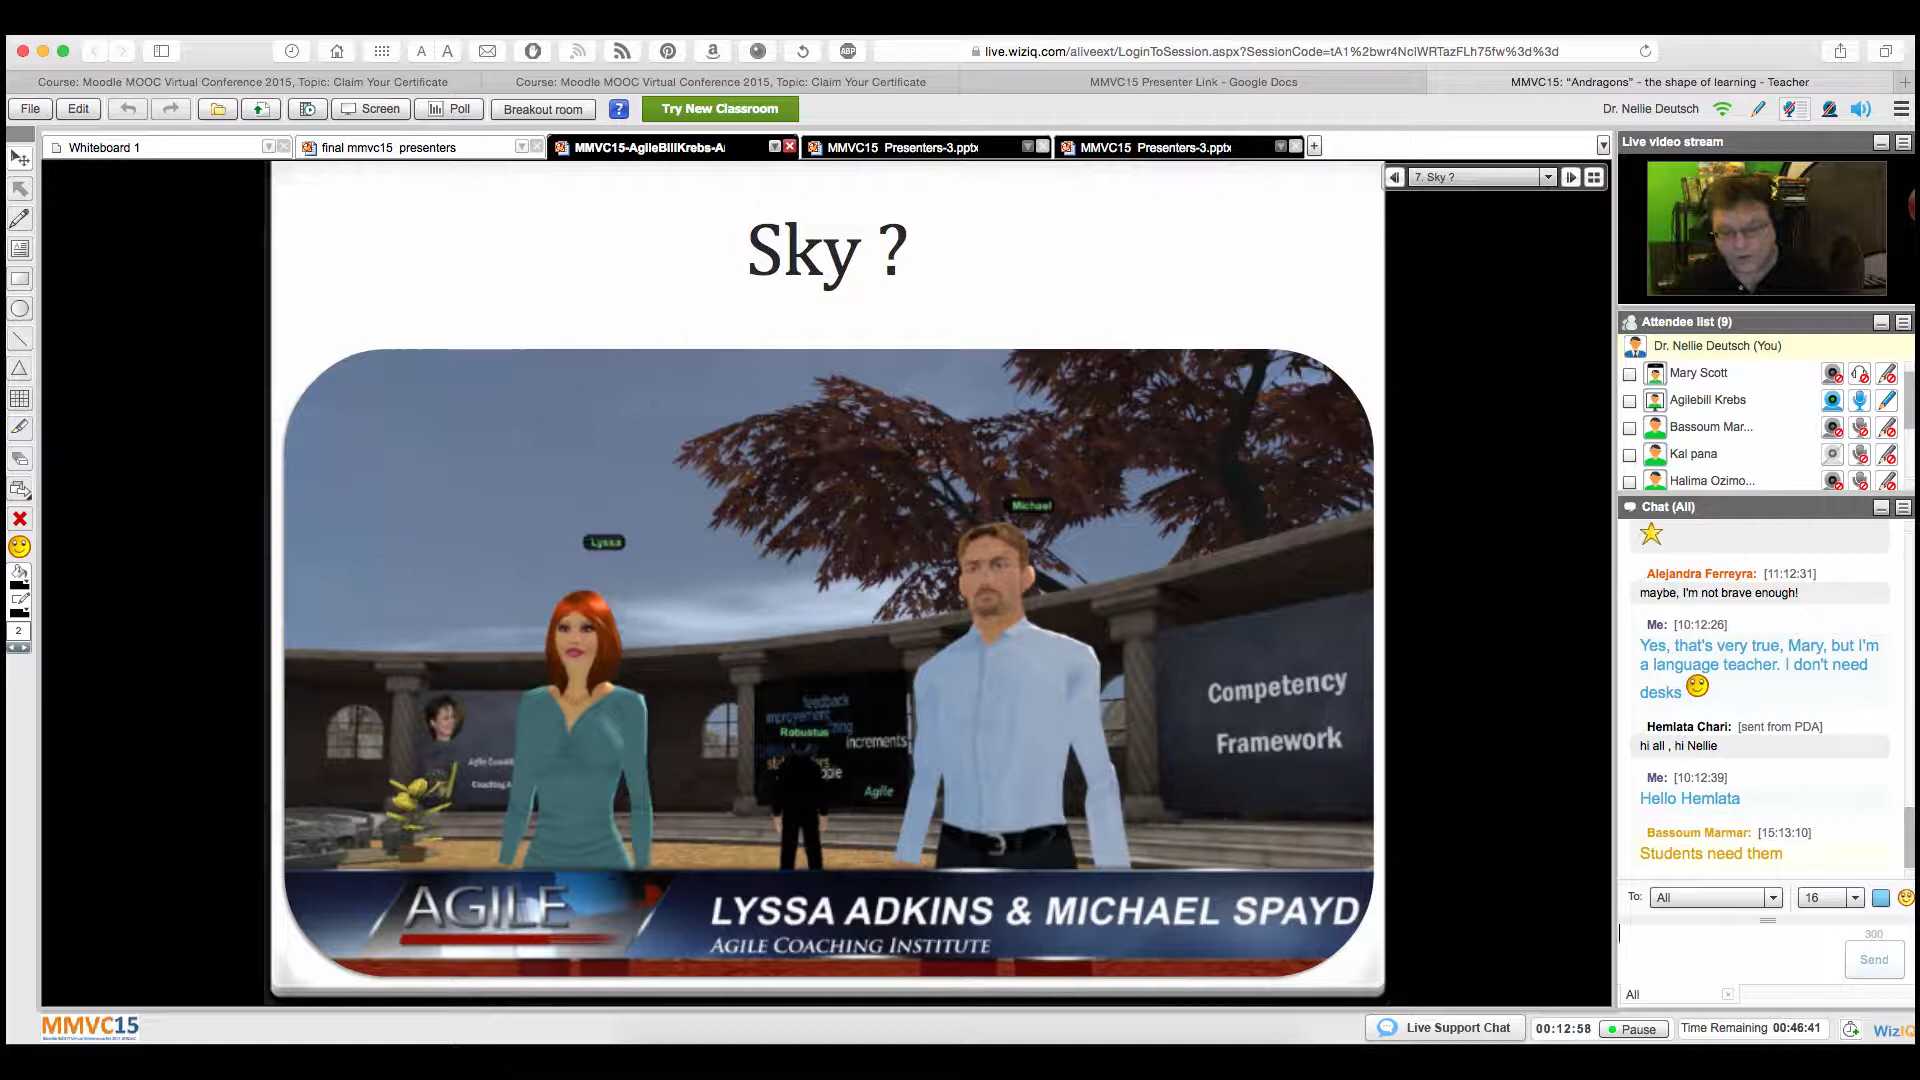 live.wiziq.com/aliveext/LoginToSession.aspx?SessionCode=tA1%2bwr4NclWRTazFLh75fw%3d%3d
Course: Moodle MOOC Virtual Conference 2015, Topic: Claim Your Certificate
Course: Moodle MOOC Virtual Conference 2015, Topic: Claim Your Certificate
MMVC15 Presenter Link - Google Docs
MMVC15: “Andragons” - the shape of learning - Teacher
File
Edit
Screen
Poll
Breakout room
?
Try New Classroom
Dr. Nellie Deutsch
Whiteboard 1
final mmvc15 presenters
MMVC15-AgileBillKrebs-A
MMVC15 Presenters-3.pptx
MMVC15 Presenters-3.pptx
7. Sky ?
Sky ?
Lyssa
Michael
feedback
improvement
Robustus
increments
Agile
Competency
Framework
AGILE
LYSSA ADKINS & MICHAEL SPAYD
AGILE COACHING INSTITUTE
Live video stream
Attendee list (9)
Dr. Nellie Deutsch (You)
Mary Scott
Agilebill Krebs
Bassoum Mar...
Kal pana
Halima Ozimo...
Chat (All)
Alejandra Ferreyra: [11:12:31]
maybe, I'm not brave enough!
Me: [10:12:26]
Yes, that's very true, Mary, but I'm
a language teacher. I don't need
desks
Hemlata Chari: [sent from PDA]
hi all , hi Nellie
Me: [10:12:39]
Hello Hemlata
Bassoum Marmar: [15:13:10]
Students need them
To: All 16
300
Send
All
2
MMVC15
Live Support Chat
00:12:58
Pause
Time Remaining 00:46:41
WizIQ
A A
ABP